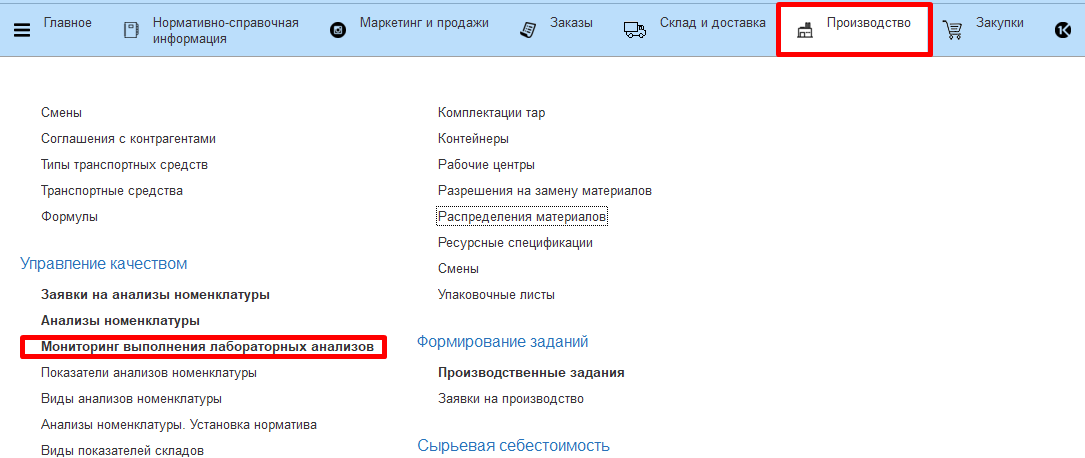 Главное
Нормативно-справочная
информация
Маркетинг и продажи
Заказы
Склад и доставка
Производство
Закупки
1К
Смены
Соглашения с контрагентами
Типы транспортных средств
Транспортные средства
Формулы
Управление качеством
Заявки на анализы номенклатуры
Анализы номенклатуры
Мониторинг выполнения лабораторных анализов
Показатели анализов номенклатуры
Виды анализов номенклатуры
Анализы номенклатуры. Установка норматива
Виды показателей складов
Комплектации тар
Контейнеры
Рабочие центры
Разрешения на замену материалов
Распределения материалов
Ресурсные спецификации
Смены
Упаковочные листы
Формирование заданий
Производственные задания
Заявки на производство
Сырьевая себестоимость